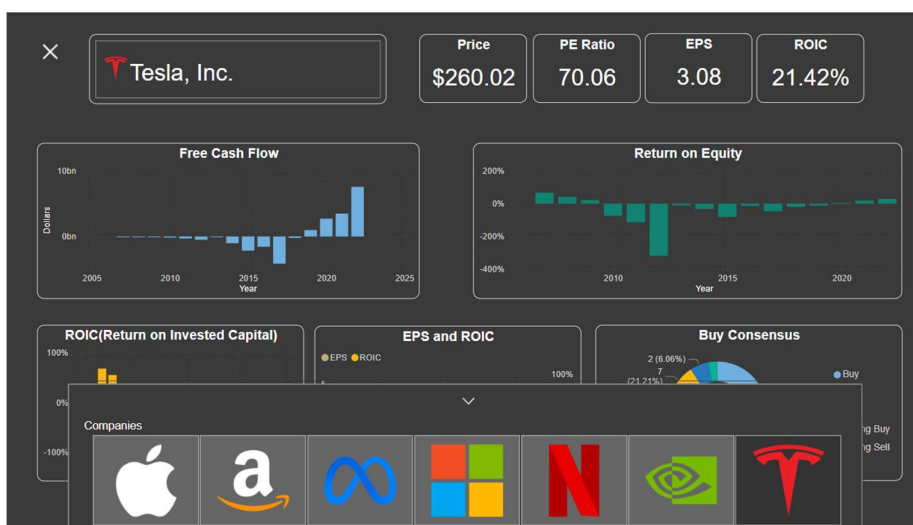 Tesla, Inc.
Price
$260.02
PE Ratio
70.06
EPS
3.08
ROIC
21.42%
Free Cash Flow
10bn
0bn
Dollars
2005
2010
2015
2020
2025
Year
Return on Equity
200%
0%
-200%
-400%
2010
2015
2020
Year
ROIC(Return on Invested Capital)
100%
0%
-100%
EPS and ROIC
EPS
ROIC
100%
Buy Consensus
2 (6.06%)
7
(21.21%)
Buy
ng Buy
ng Sell
Companies